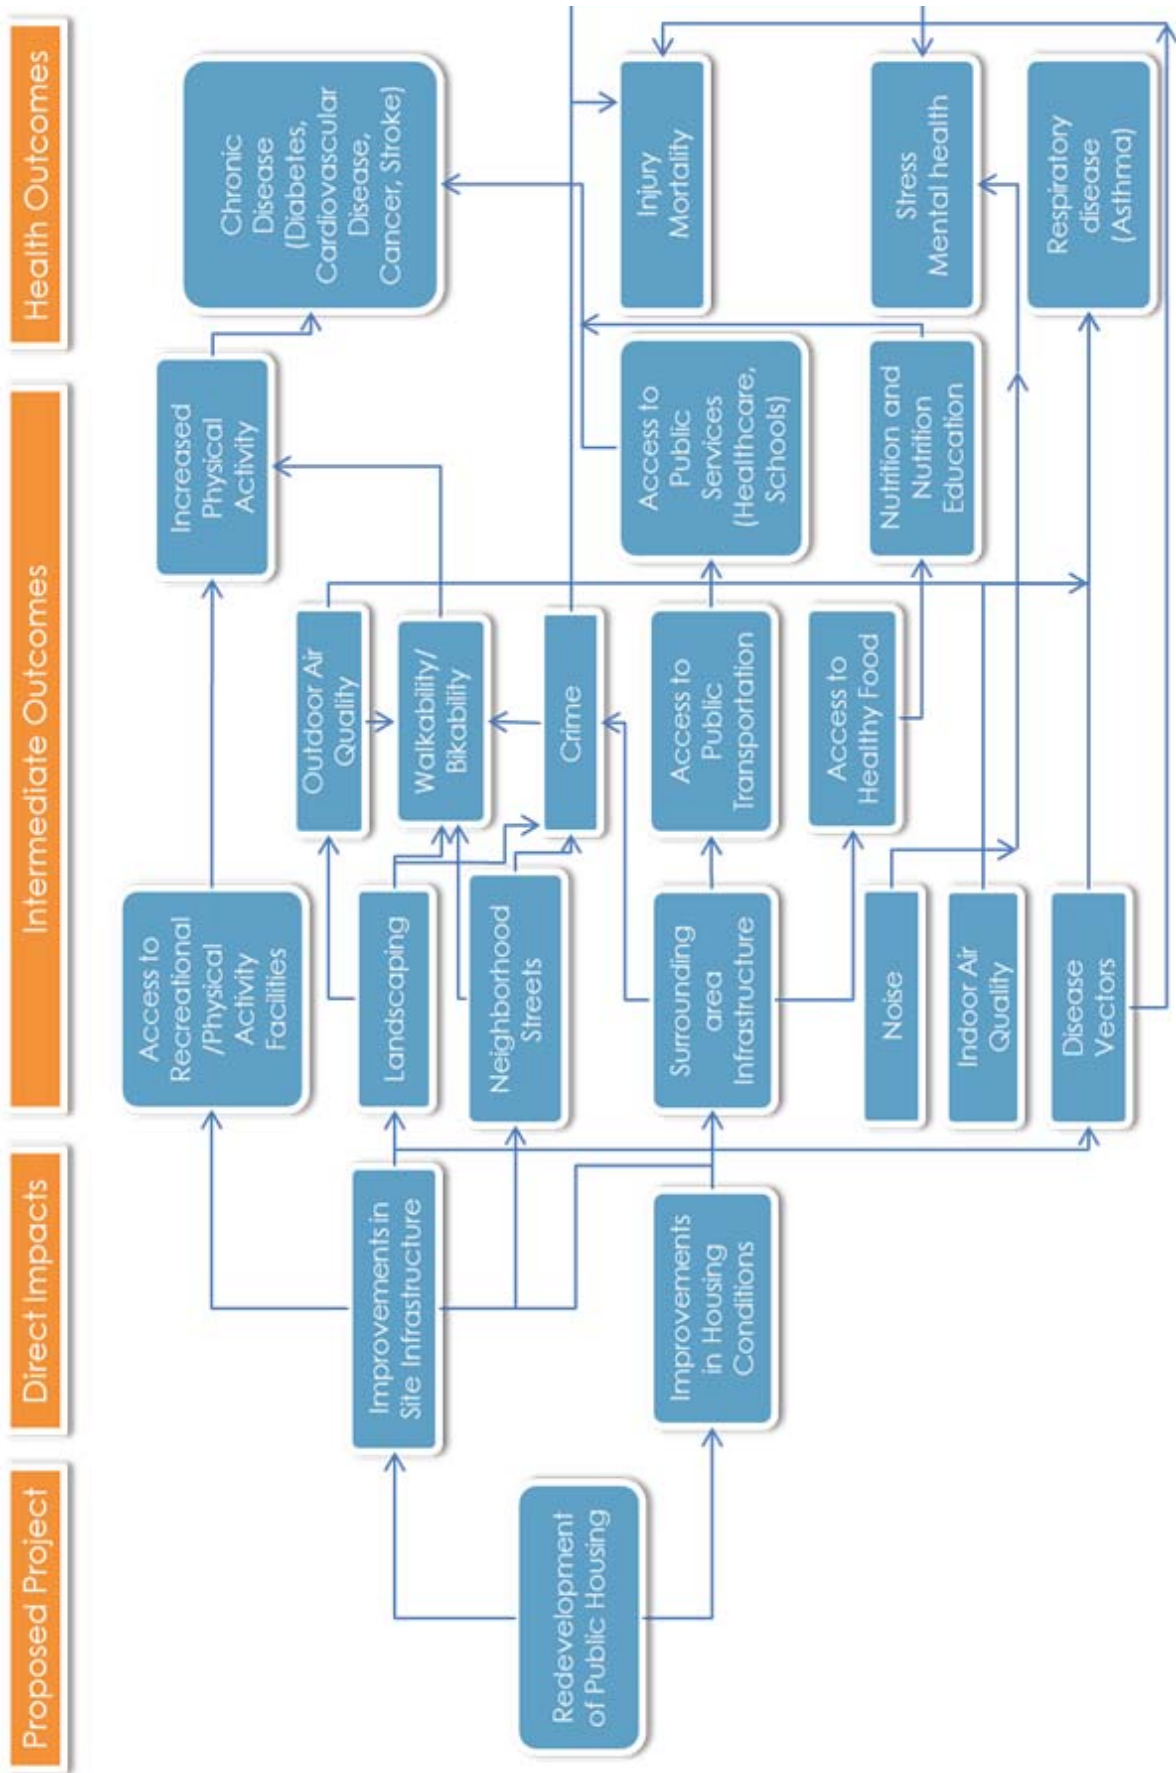 Proposed Project
Direct Impacts
Intermediate Outcomes
Health Outcomes
Redevelopment
of Public Housing
Improvements in
Site Infrastructure
Improvements
in Housing
Conditions
Access to
Recreational
/Physical
Activity
Facilities
Landscaping
Neighborhood
Streets
Surrounding
area
Infrastructure
Noise
Indoor Air
Quality
Disease
Vectors
Outdoor Air
Quality
Walkability/
Bikability
Crime
Access to
Public
Transportation
Access to
Healthy Food
Increased
Physical
Activity
Access to
Public
Services
(Healthcare,
Schools)
Nutrition and
Nutrition
Education
Chronic
Disease
(Diabetes,
Cardiovascular
Disease,
Cancer, Stroke)
Injury
Mortality
Stress
Mental health
Respiratory
disease
(Asthma)